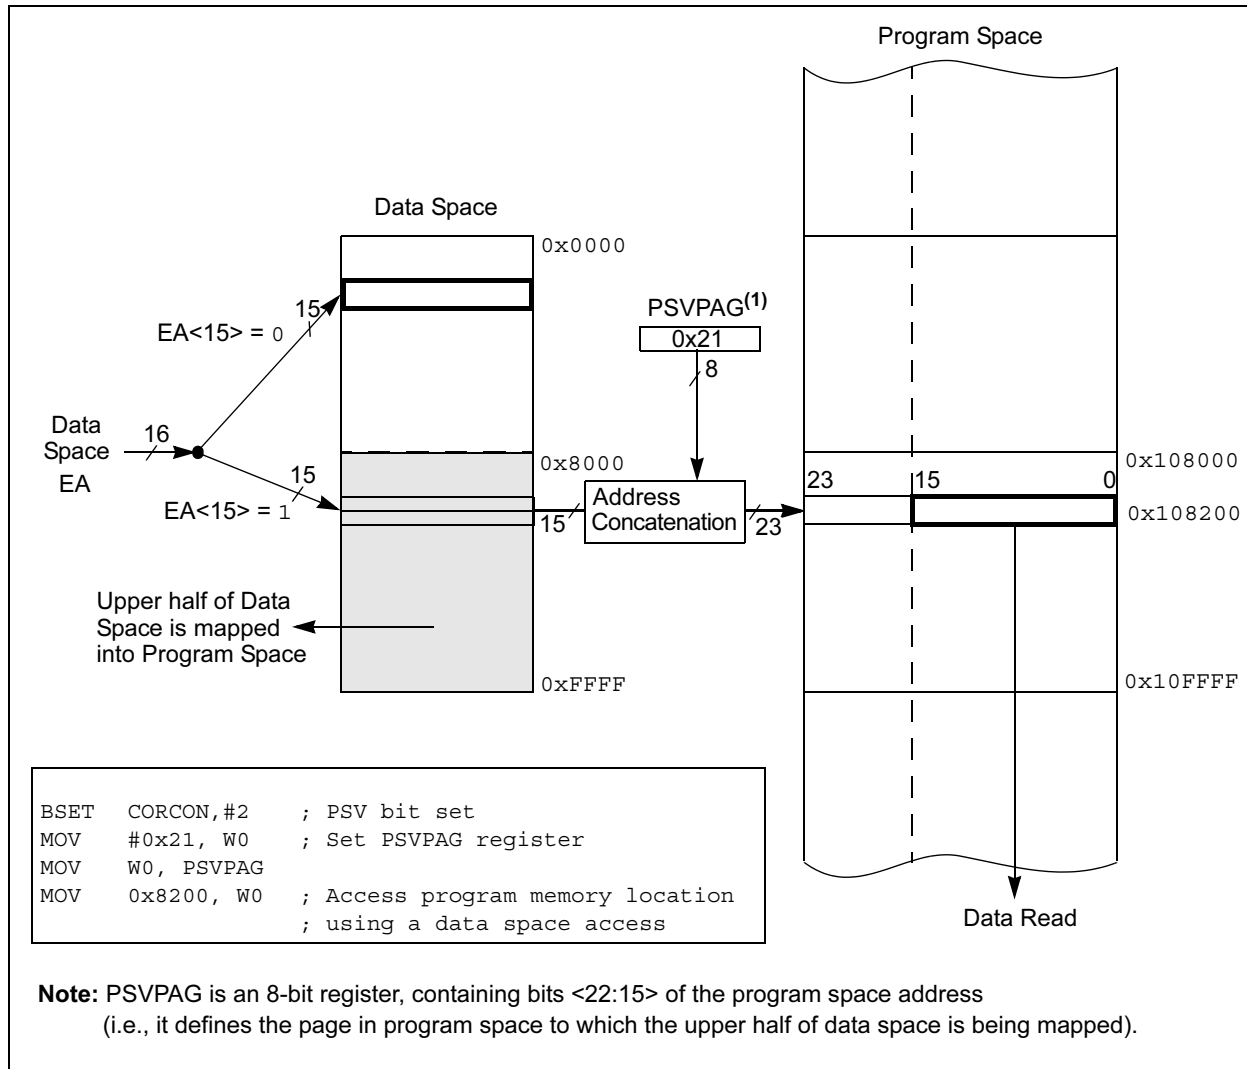 Program Space
Data Space
0x0000
15
EA<15> = 0
PSVPAG(1)
0x21
8
Data
Space
EA
16
15
EA<15> = 1
0x8000
15
Address
Concatenation
23
0x108000
23 15 0
0x108200
Upper half of Data
Space is mapped
into Program Space
0xFFFF
0x10FFFF
BSET CORCON,#2 ; PSV bit set
MOV #0x21, W0 ; Set PSVPAG register
MOV W0, PSVPAG
MOV 0x8200, W0 ; Access program memory location
; using a data space access
Data Read
Note: PSVPAG is an 8-bit register, containing bits <22:15> of the program space address
(i.e., it defines the page in program space to which the upper half of data space is being mapped).